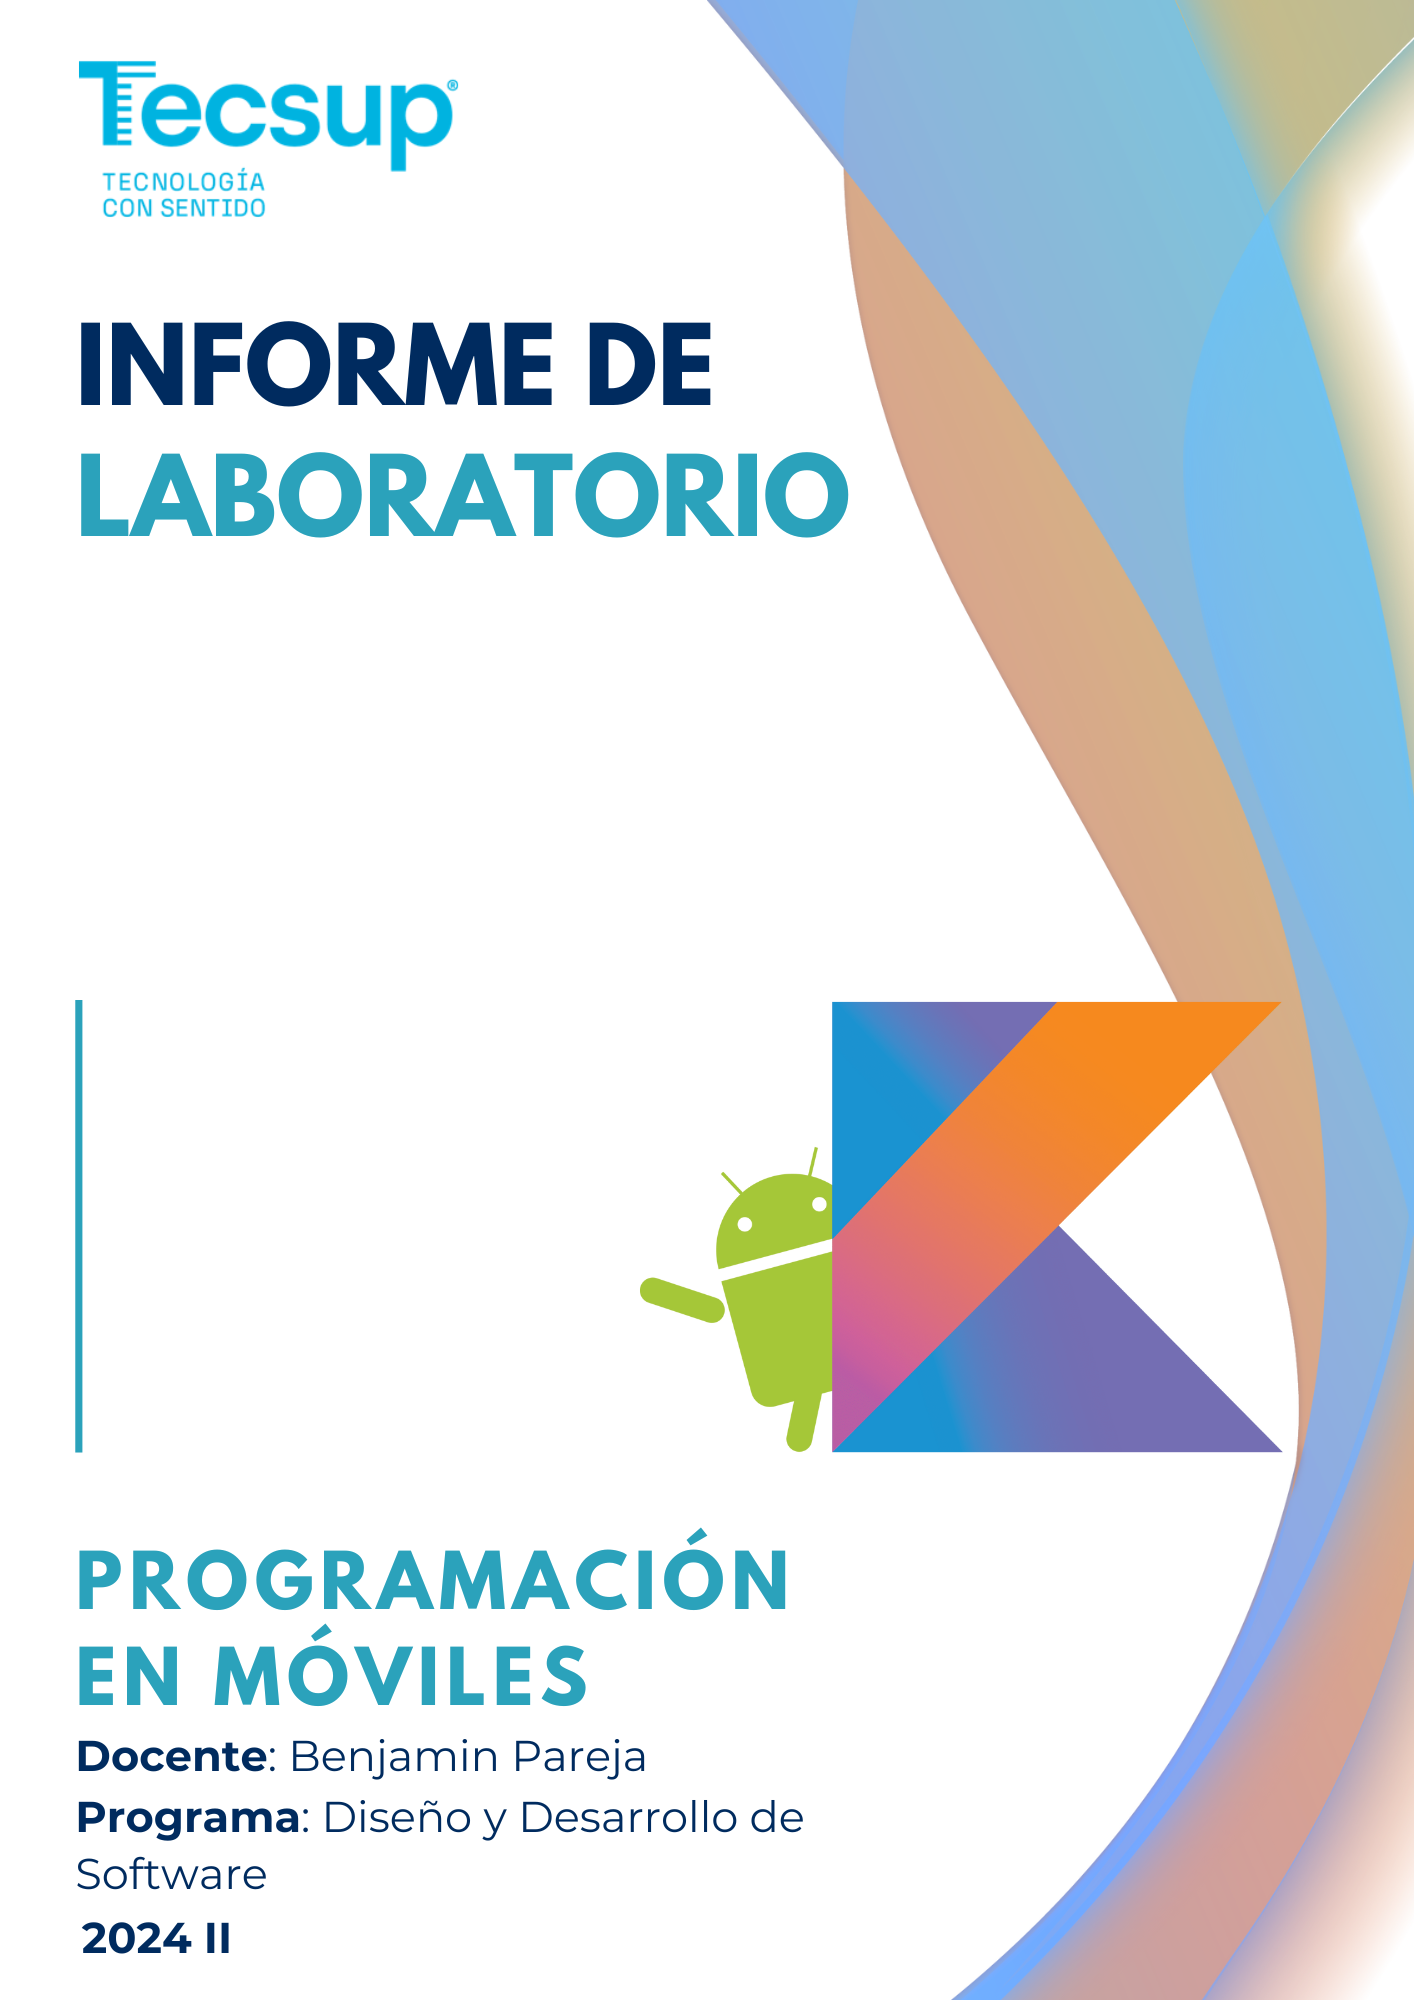 Tecsup®
TECNOLOGÍA
CON SENTIDO
INFORME DE
LABORATORIO
PROGRAMACIÓN
EN MÓVILES
Docente: Benjamin Pareja
Programa: Diseño y Desarrollo de
Software
2024 II